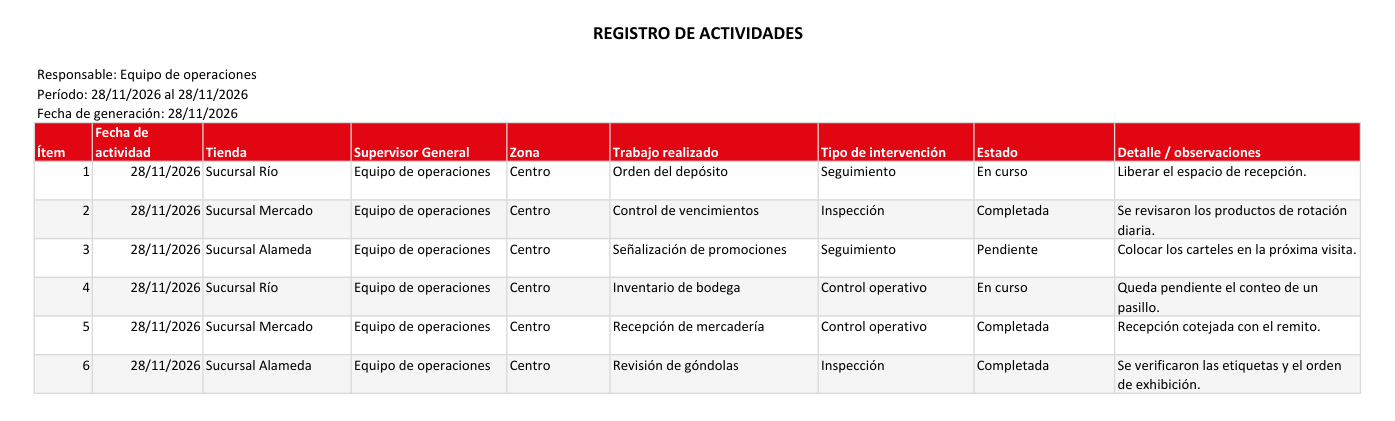 REGISTRO DE ACTIVIDADES
Responsable: Equipo de operaciones
Período: 28/11/2026 al 28/11/2026
Fecha de generación: 28/11/2026
Ítem Fecha de actividad Tienda Supervisor General Zona Trabajo realizado Tipo de intervención Estado Detalle / observaciones
1 28/11/2026 Sucursal Río Equipo de operaciones Centro Orden del depósito Seguimiento En curso Liberar el espacio de recepción.
2 28/11/2026 Sucursal Mercado Equipo de operaciones Centro Control de vencimientos Inspección Completada Se revisaron los productos de rotación
diaria.
3 28/11/2026 Sucursal Alameda Equipo de operaciones Centro Señalización de promociones Seguimiento Pendiente Colocar los carteles en la próxima visita.
4 28/11/2026 Sucursal Río Equipo de operaciones Centro Inventario de bodega Control operativo En curso Queda pendiente el conteo de un
pasillo.
5 28/11/2026 Sucursal Mercado Equipo de operaciones Centro Recepción de mercadería Control operativo Completada Recepción cotejada con el remito.
6 28/11/2026 Sucursal Alameda Equipo de operaciones Centro Revisión de góndolas Inspección Completada Se verificaron las etiquetas y el orden
de exhibición.